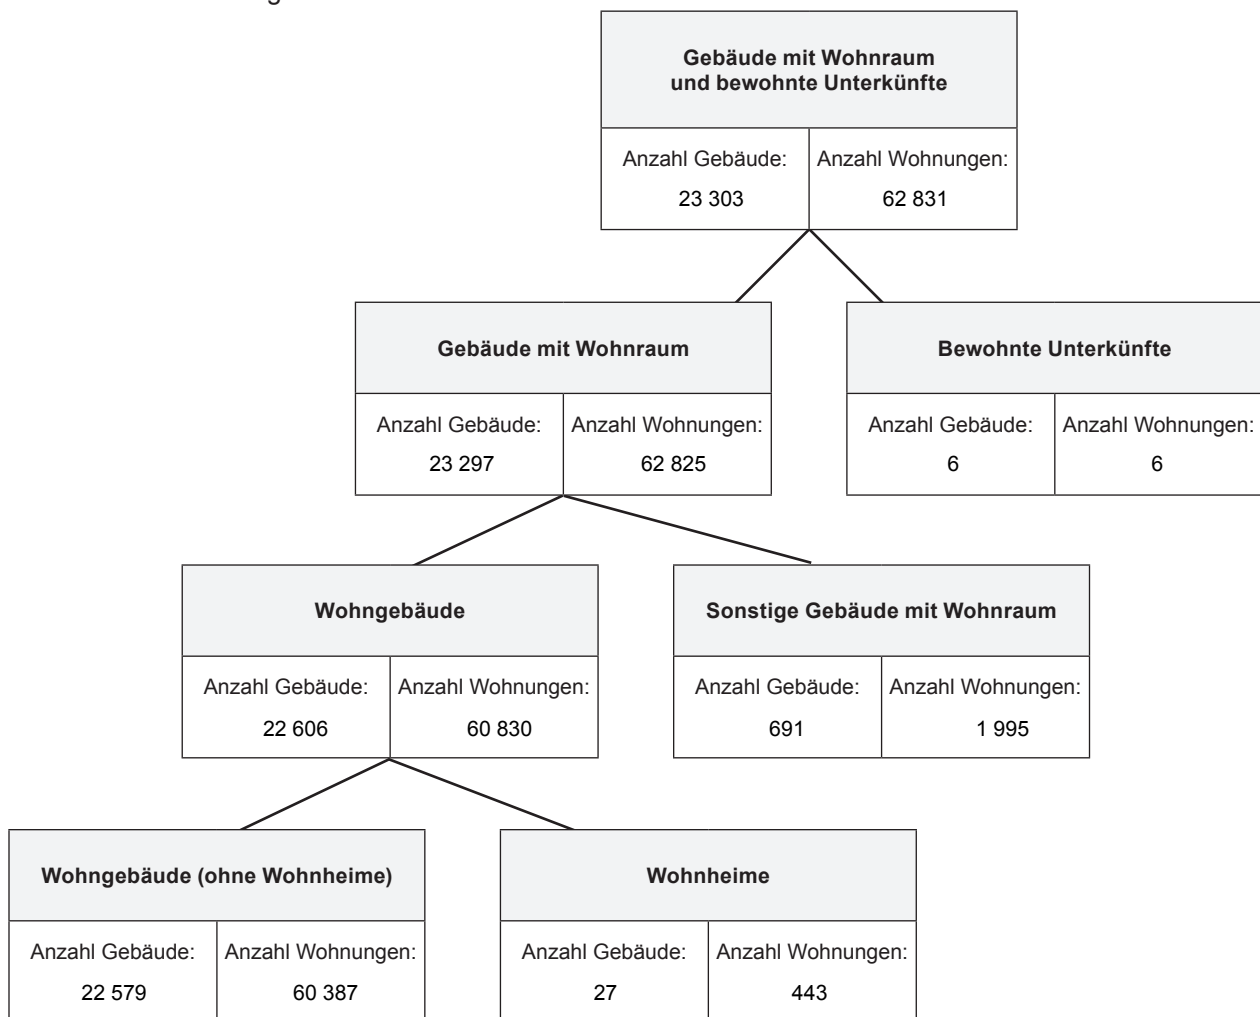 Gebäude mit Wohnraum
und bewohnte Unterkünfte
Anzahl Gebäude: Anzahl Wohnungen:
23 303 62 831
Gebäude mit Wohnraum Bewohnte Unterkünfte
Anzahl Gebäude: Anzahl Wohnungen: Anzahl Gebäude: Anzahl Wohnungen:
23 297 62 825 6 6
Wohngebäude Sonstige Gebäude mit Wohnraum
Anzahl Gebäude: Anzahl Wohnungen: Anzahl Gebäude: Anzahl Wohnungen:
22 606 60 830 691 1 995
Wohngebäude (ohne Wohnheime) Wohnheime
Anzahl Gebäude: Anzahl Wohnungen: Anzahl Gebäude: Anzahl Wohnungen:
22 579 60 387 27 443